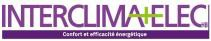 INTERCLIMA+ELEC
Confort et efficacité énergétique